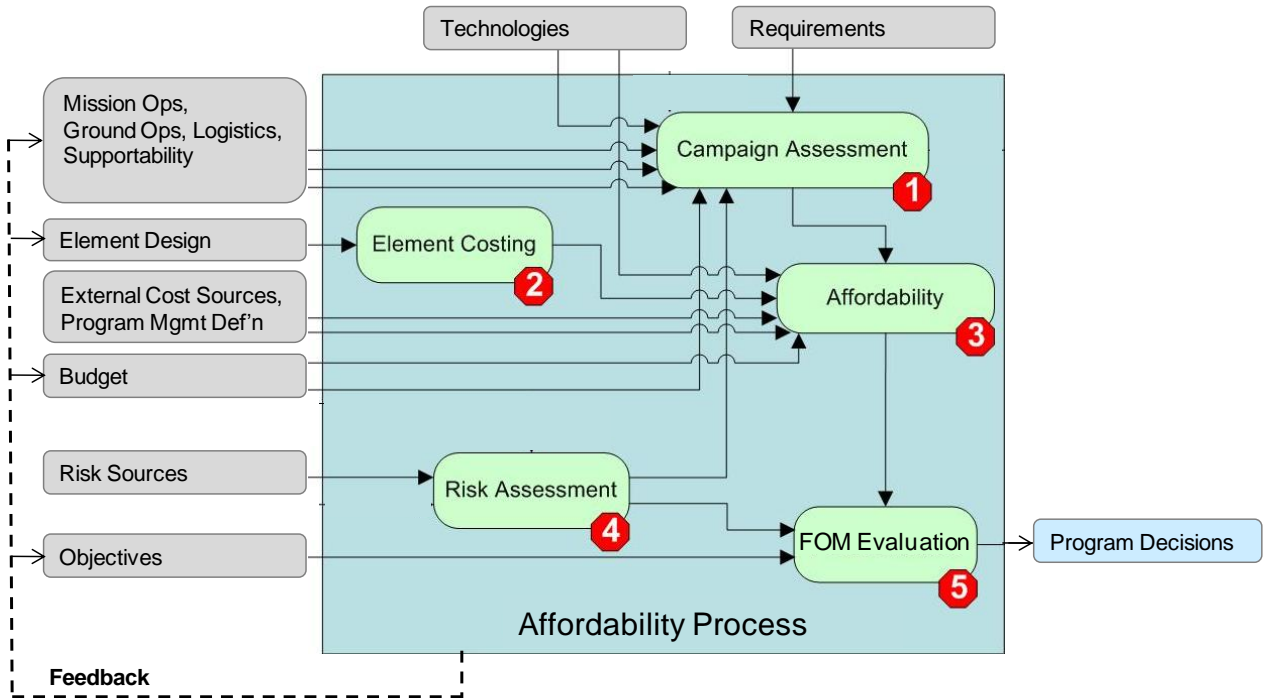 Technologies
Requirements
Mission Ops,
Ground Ops, Logistics,
Supportability
Campaign Assessment
1
Element Design
Element Costing
2
External Cost Sources,
Program Mgmt Def’n
Affordability
3
Budget
Risk Sources
Risk Assessment
4
Objectives
FOM Evaluation
5
Program Decisions
Affordability Process
Feedback